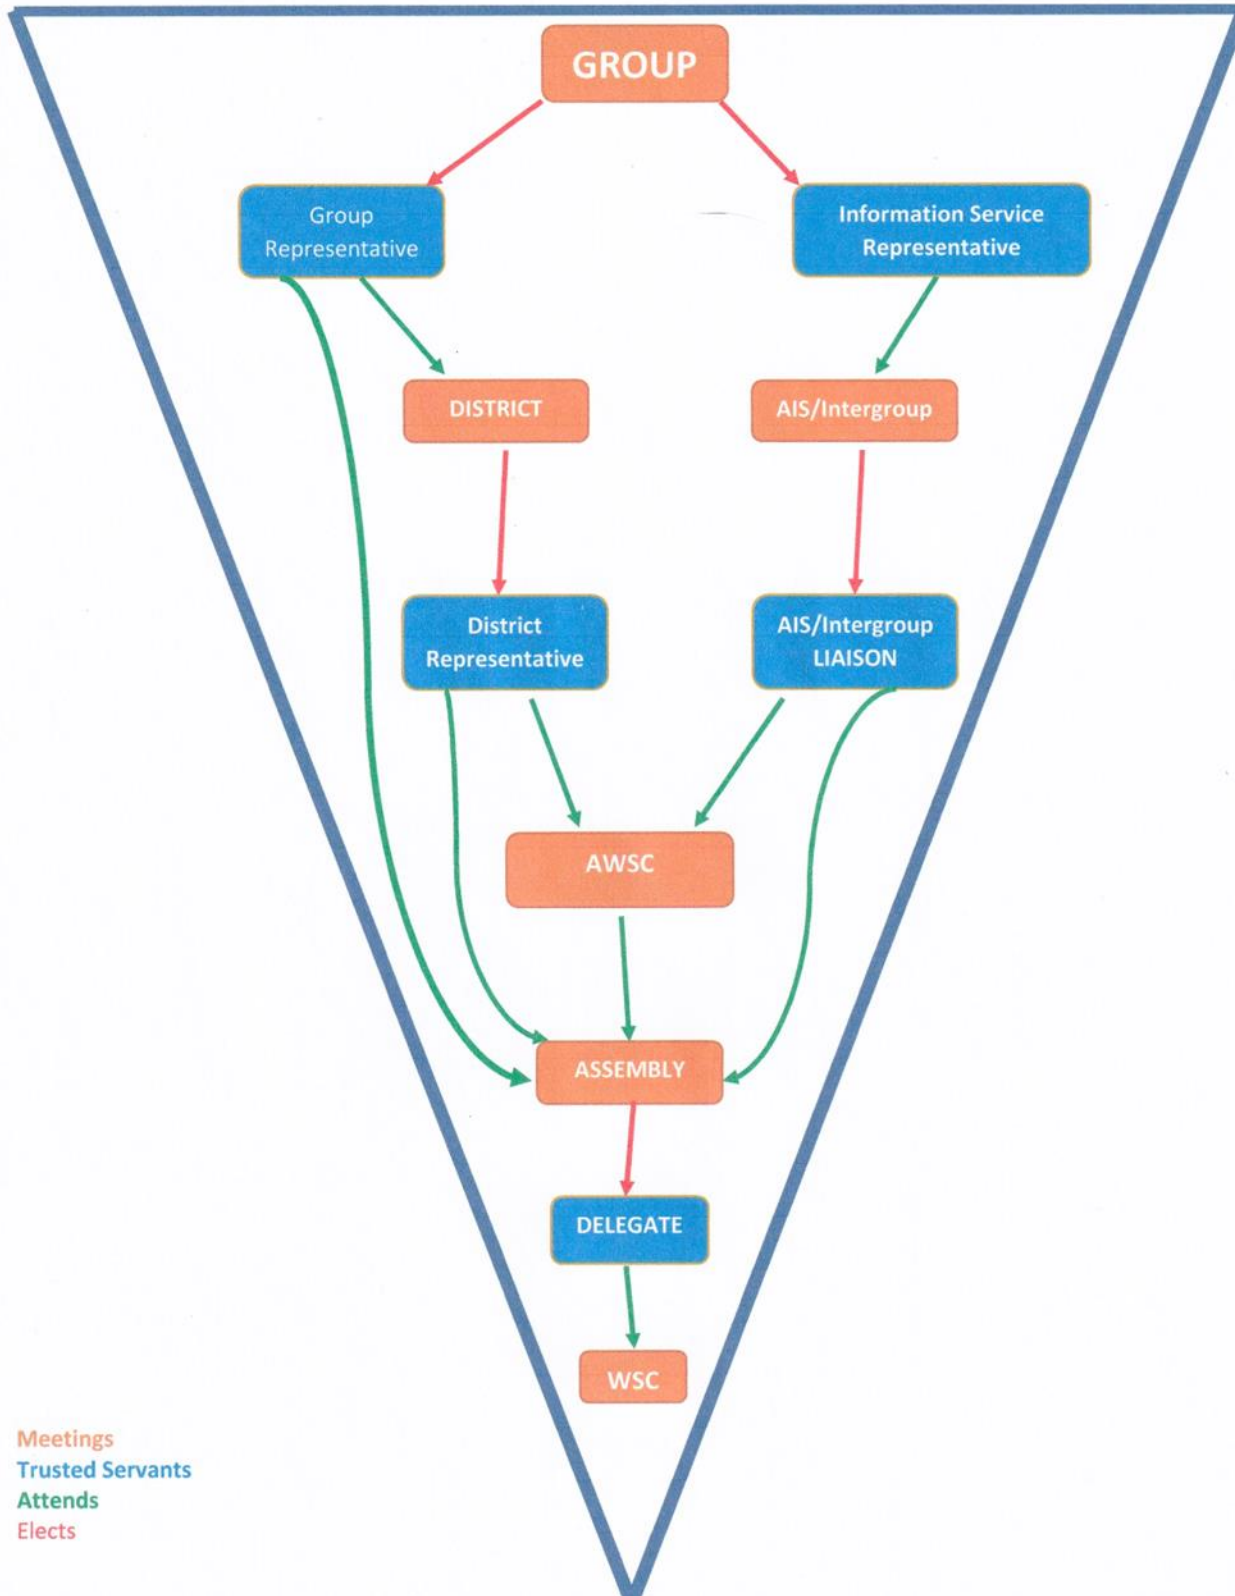 GROUP
Group
Representative
Information Service
Representative
DISTRICT
AIS/Intergroup
District
Representative
AIS/Intergroup
LIAISON
AWSC
ASSEMBLY
DELEGATE
WSC
Meetings
Trusted Servants
Attends
Elects